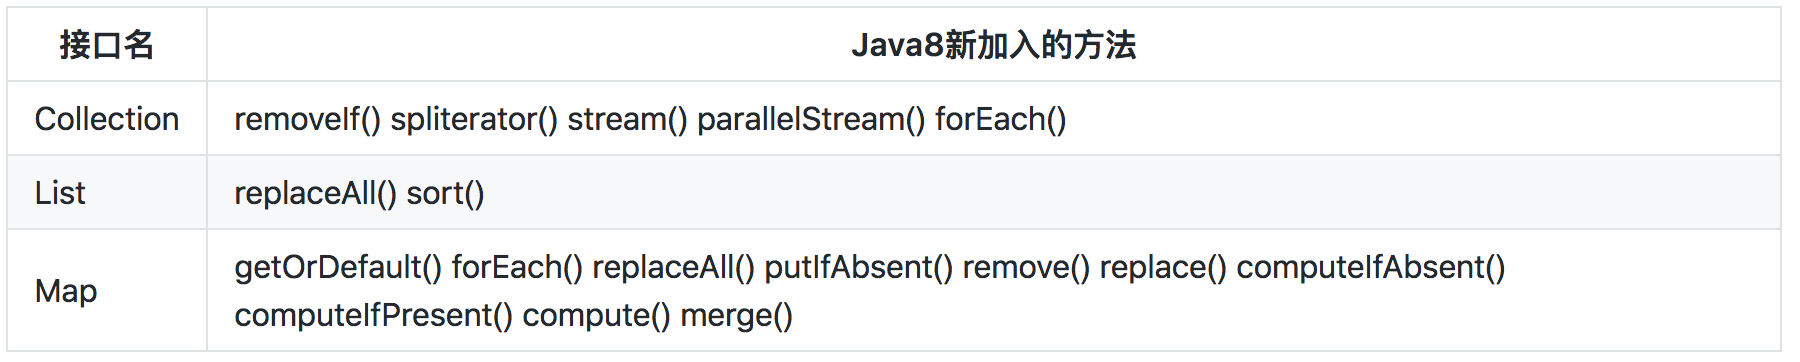 接口名 Java8新加入的方法
Collection removeIf() spliterator() stream() parallelStream() forEach()
List replaceAll() sort()
Map getOrDefault() forEach() replaceAll() putIfAbsent() remove() replace() computeIfAbsent()
computeIfPresent() compute() merge()